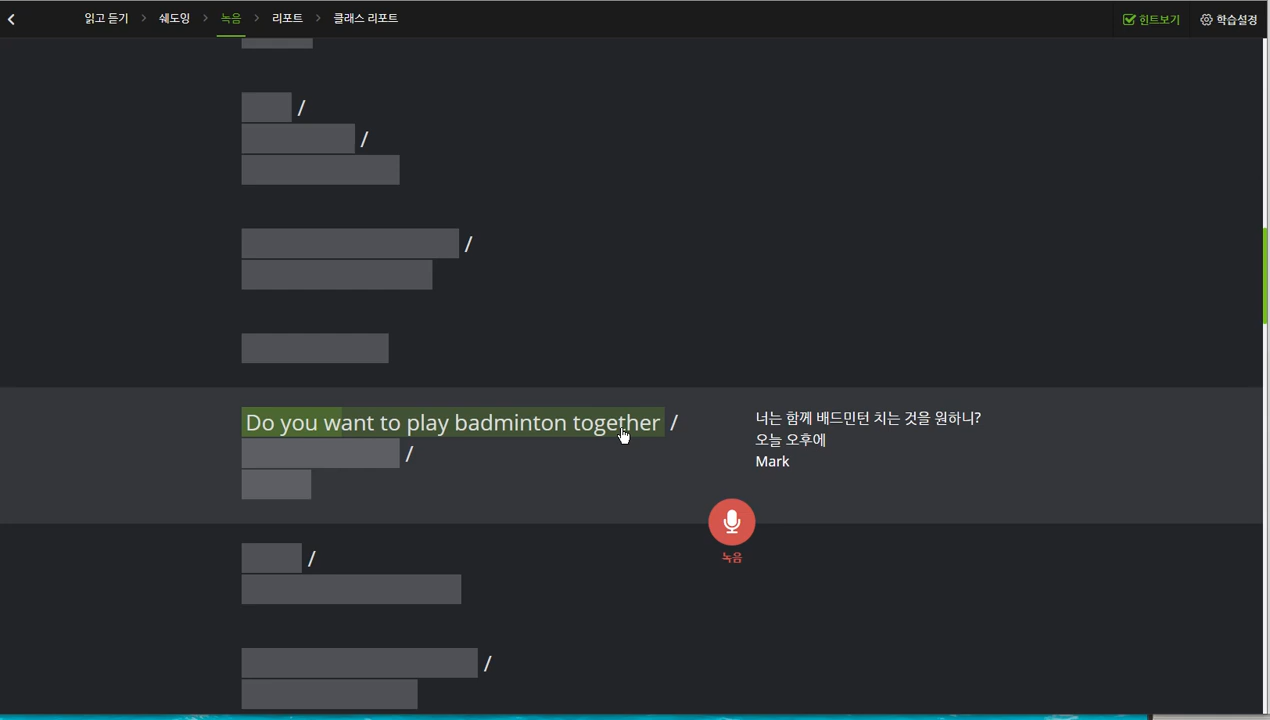 읽고 듣기 > 쉐도잉 > 녹음 > 리포트 > 클래스 리포트
힌트보기 학습설정
/
/
/
Do you want to play badminton together /
/
너는 함께 배드민턴 치는 것을 원하니?
오늘 오후에
Mark
녹음
/
/